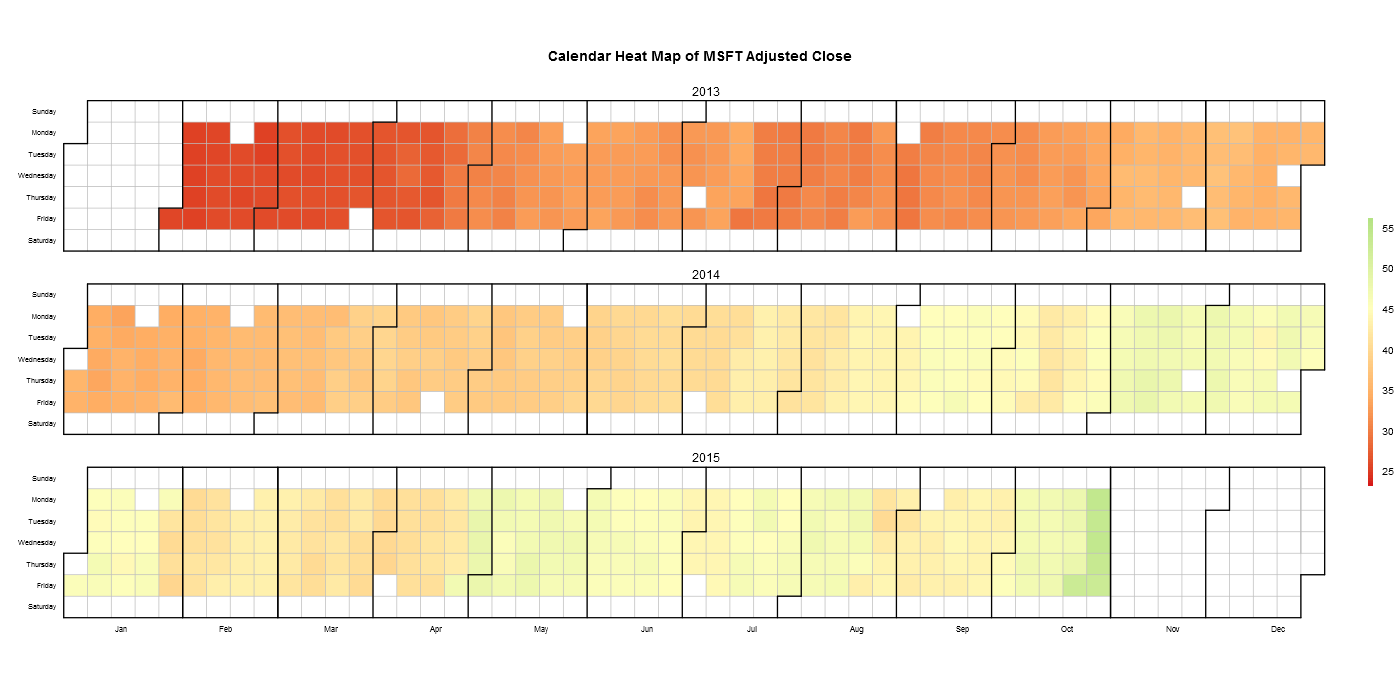 Calendar Heat Map of MSFT Adjusted Close
2013
Sunday
Monday
Tuesday
Wednesday
Thursday
Friday
Saturday
2014
Sunday
Monday
Tuesday
Wednesday
Thursday
Friday
Saturday
2015
Sunday
Monday
Tuesday
Wednesday
Thursday
Friday
Saturday
Jan Feb Mar Apr May Jun Jul Aug Sep Oct Nov Dec
55
50
45
40
35
30
25